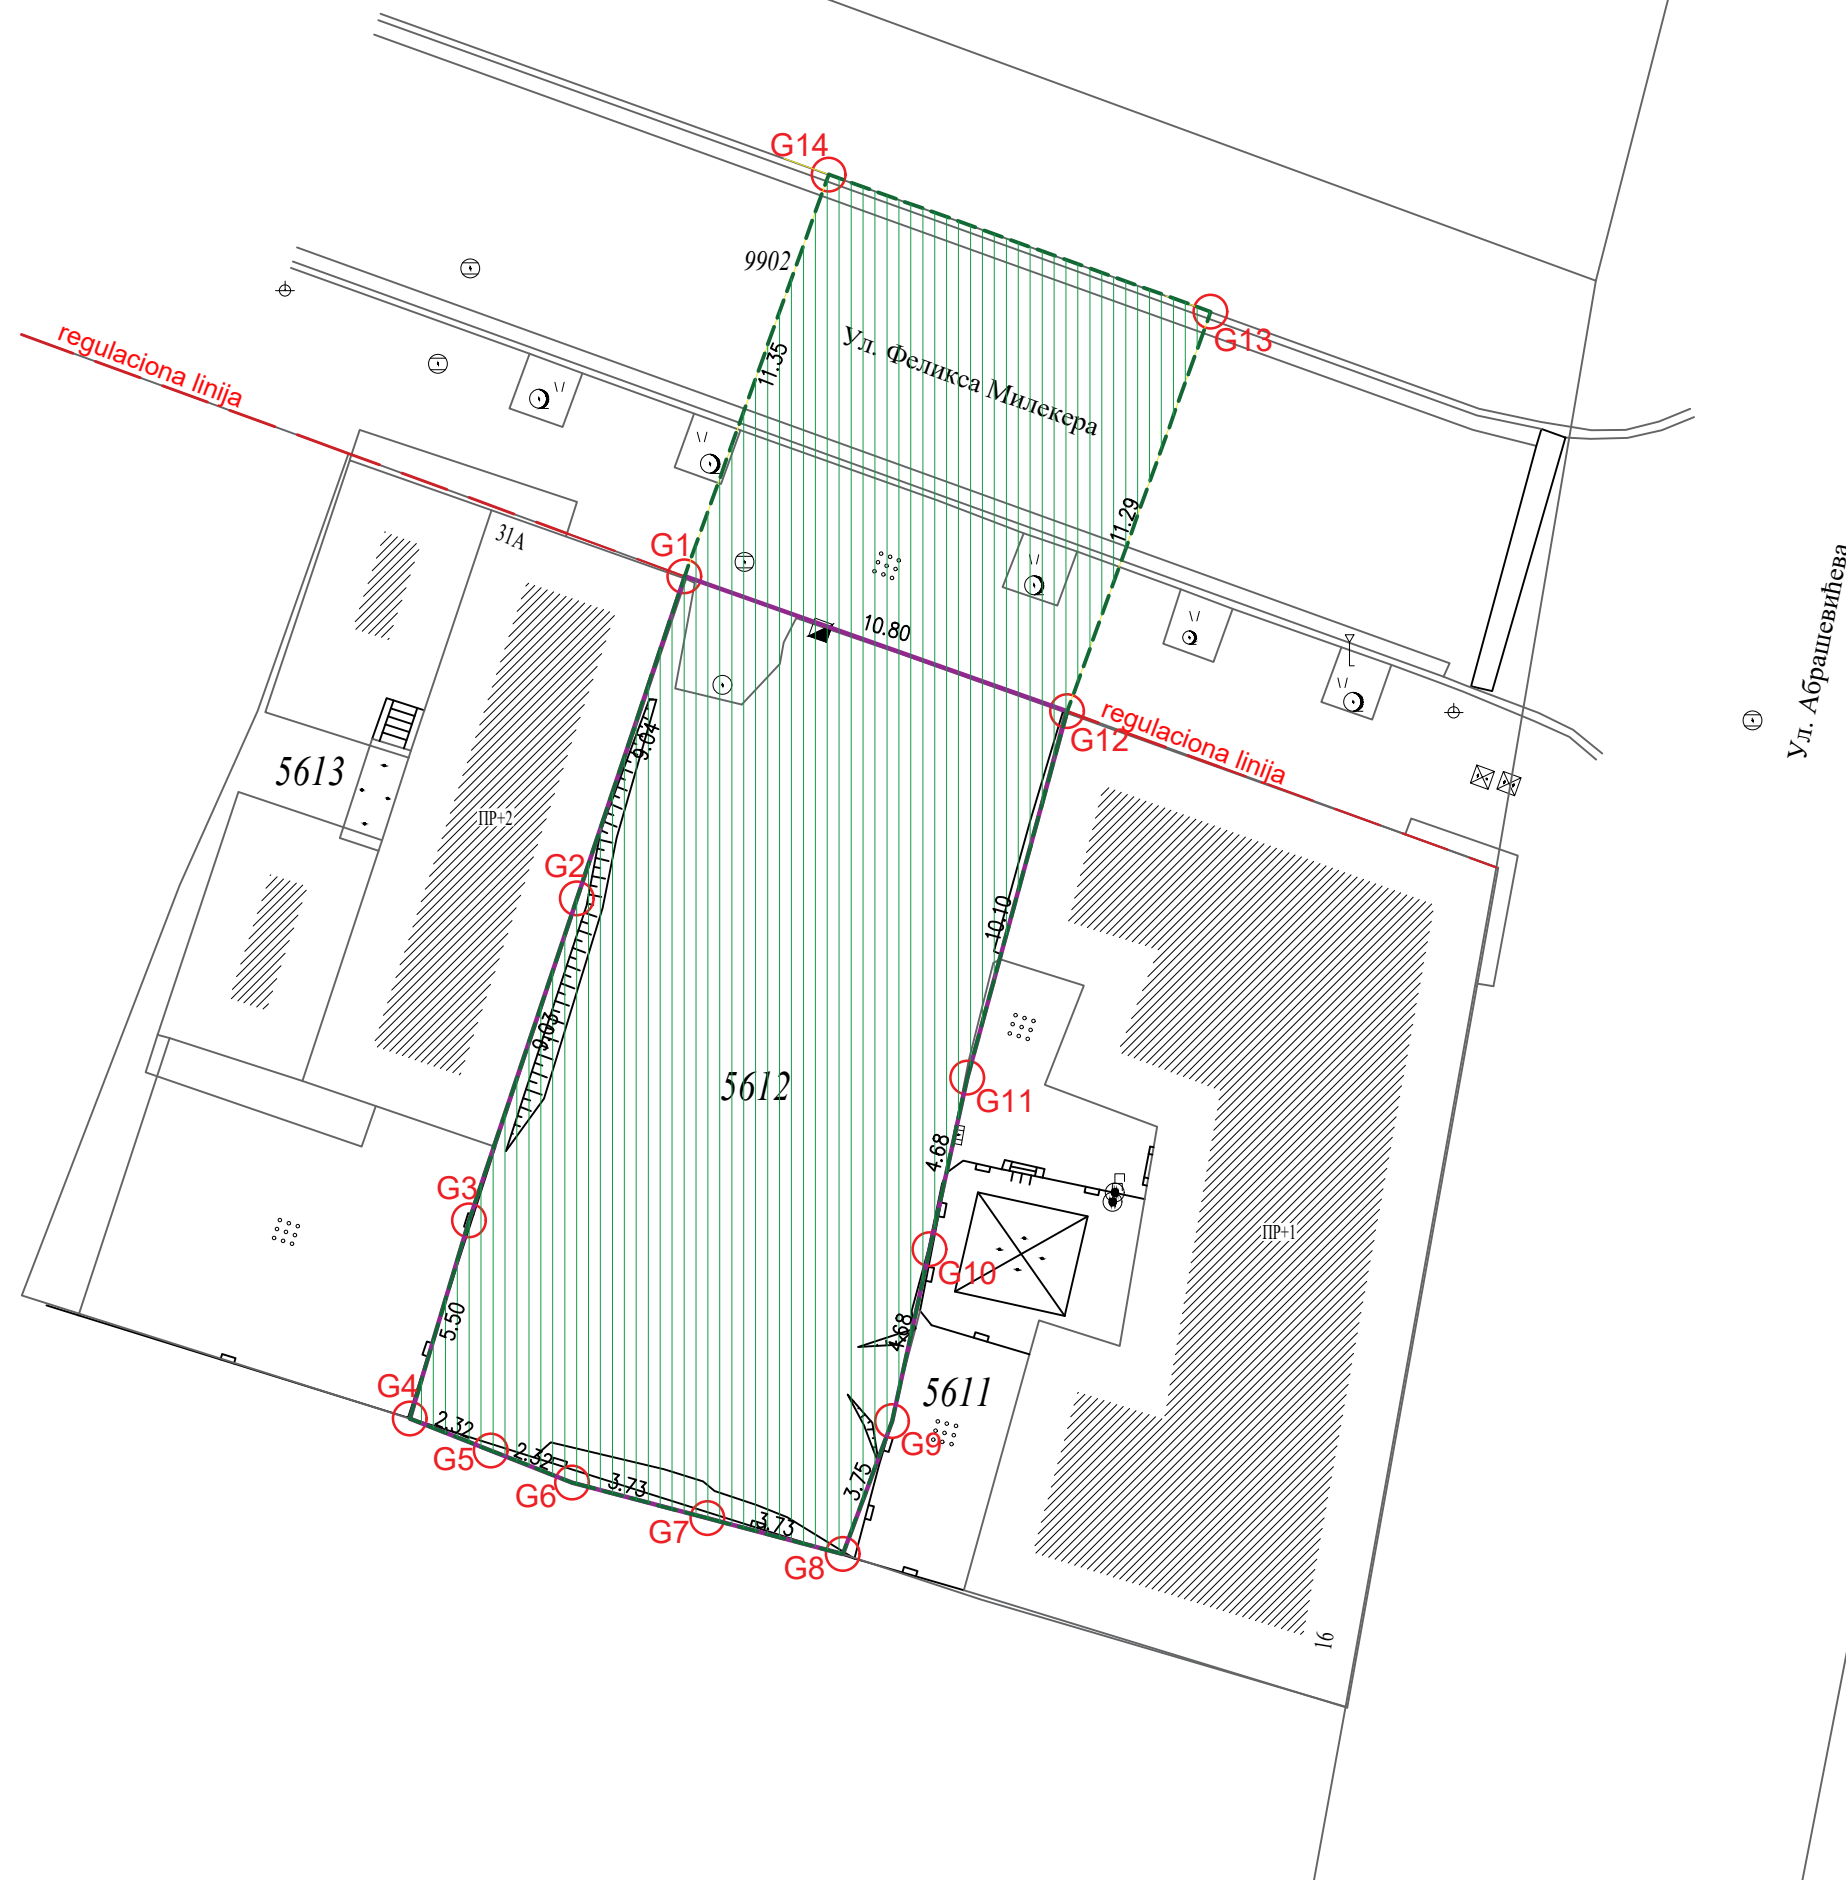 G14
9902
G13
Ул. Феликса Милекера
11.35
regulaciona linija
11.29
31А
G1
10.80
G12
regulaciona linija
Ул. Абрашевићева
9.04
5613
ПР+2
G2
10.10
9.03
5612
G11
4.68
G3
ПР+1
G10
5.50
4.68
G4
5611
2.32
G5
2.32
G9
G6
3.73
3.75
G7
3.73
G8
16